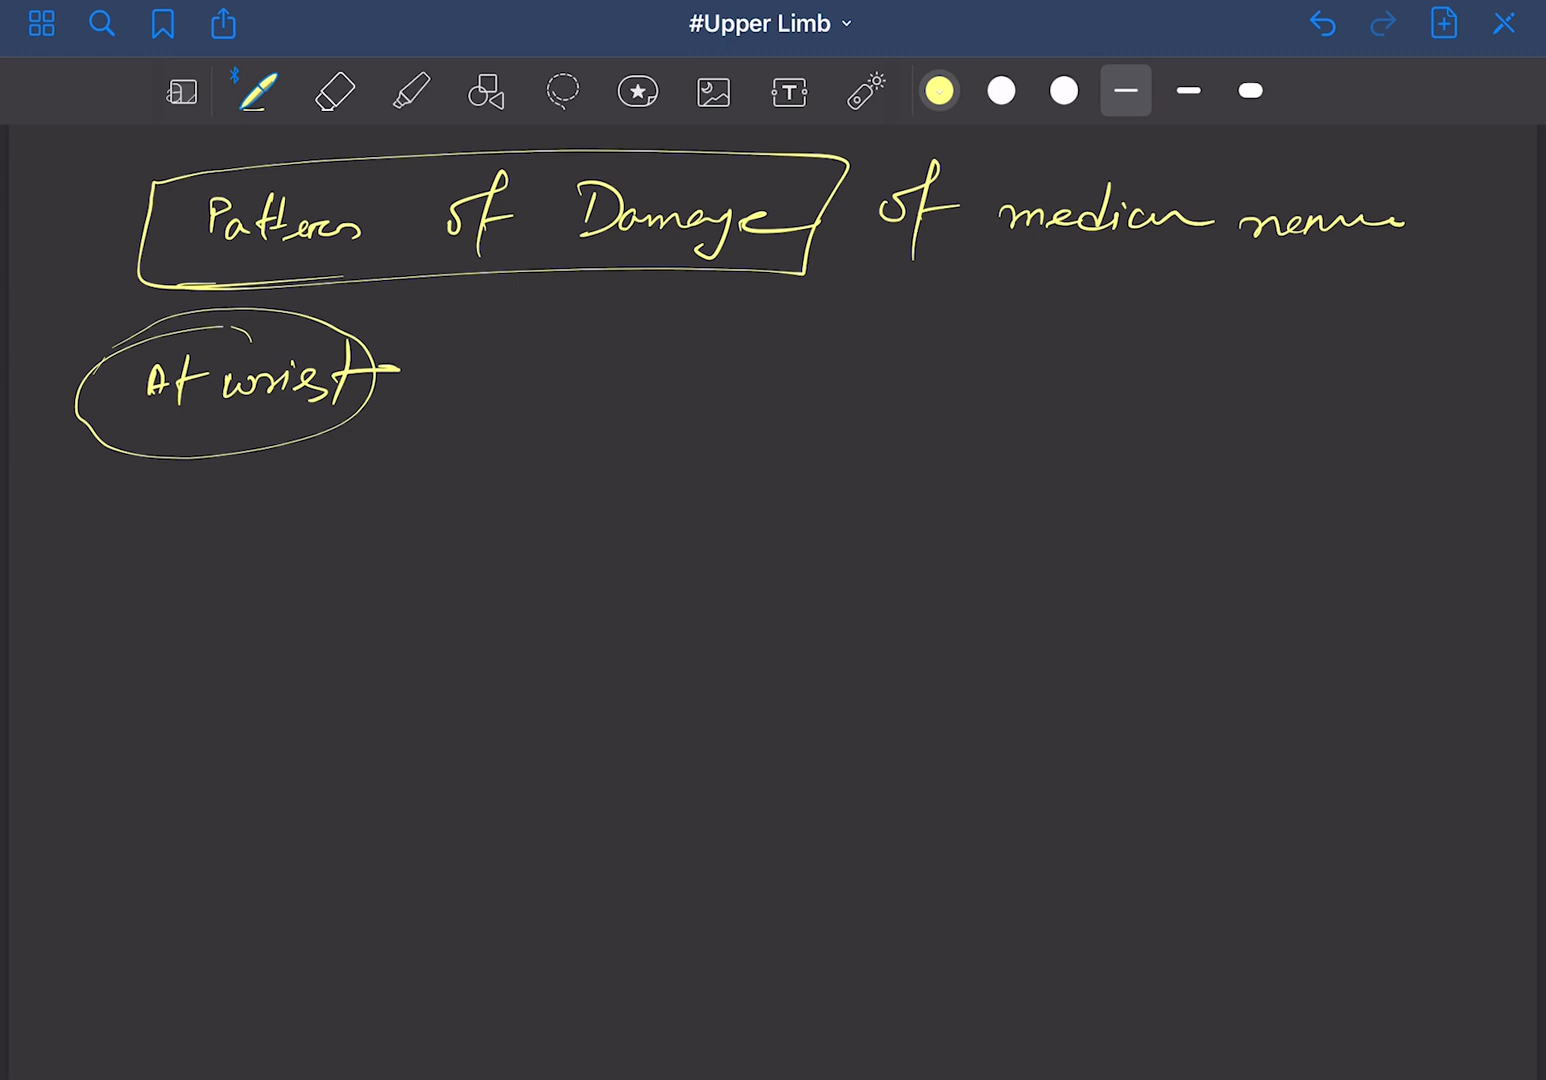 #Upper Limb
Pattern of Damage of median nerve
At wrist